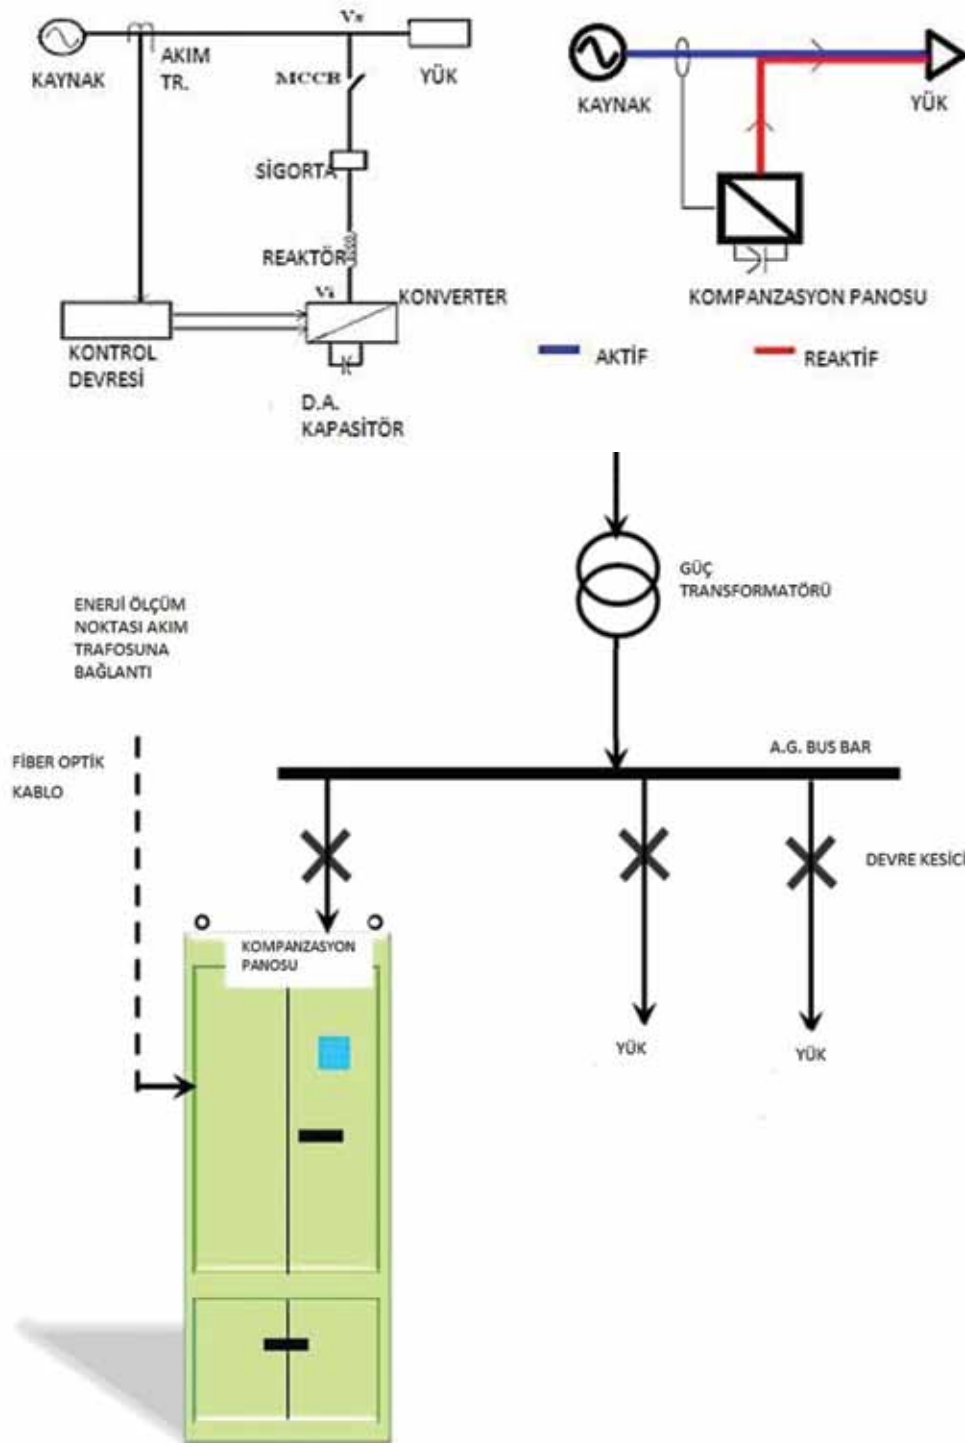 Vs
KAYNAK
AKIM
TR.
MCCB
YÜK
SİGORTA
REAKTÖR
Vi
KONVERTER
KONTROL
DEVRESİ
D.A.
KAPASİTÖR
KAYNAK
YÜK
KOMPANZASYON PANOSU
AKTİF
REAKTİF
GÜÇ
TRANSFORMATÖRÜ
ENERJİ ÖLÇÜM
NOKTASI AKIM
TRAFOSUNA
BAĞLANTI
FİBER OPTİK
KABLO
A.G. BUS BAR
DEVRE KESİCİ
KOMPANZASYON
PANOSU
YÜK
YÜK